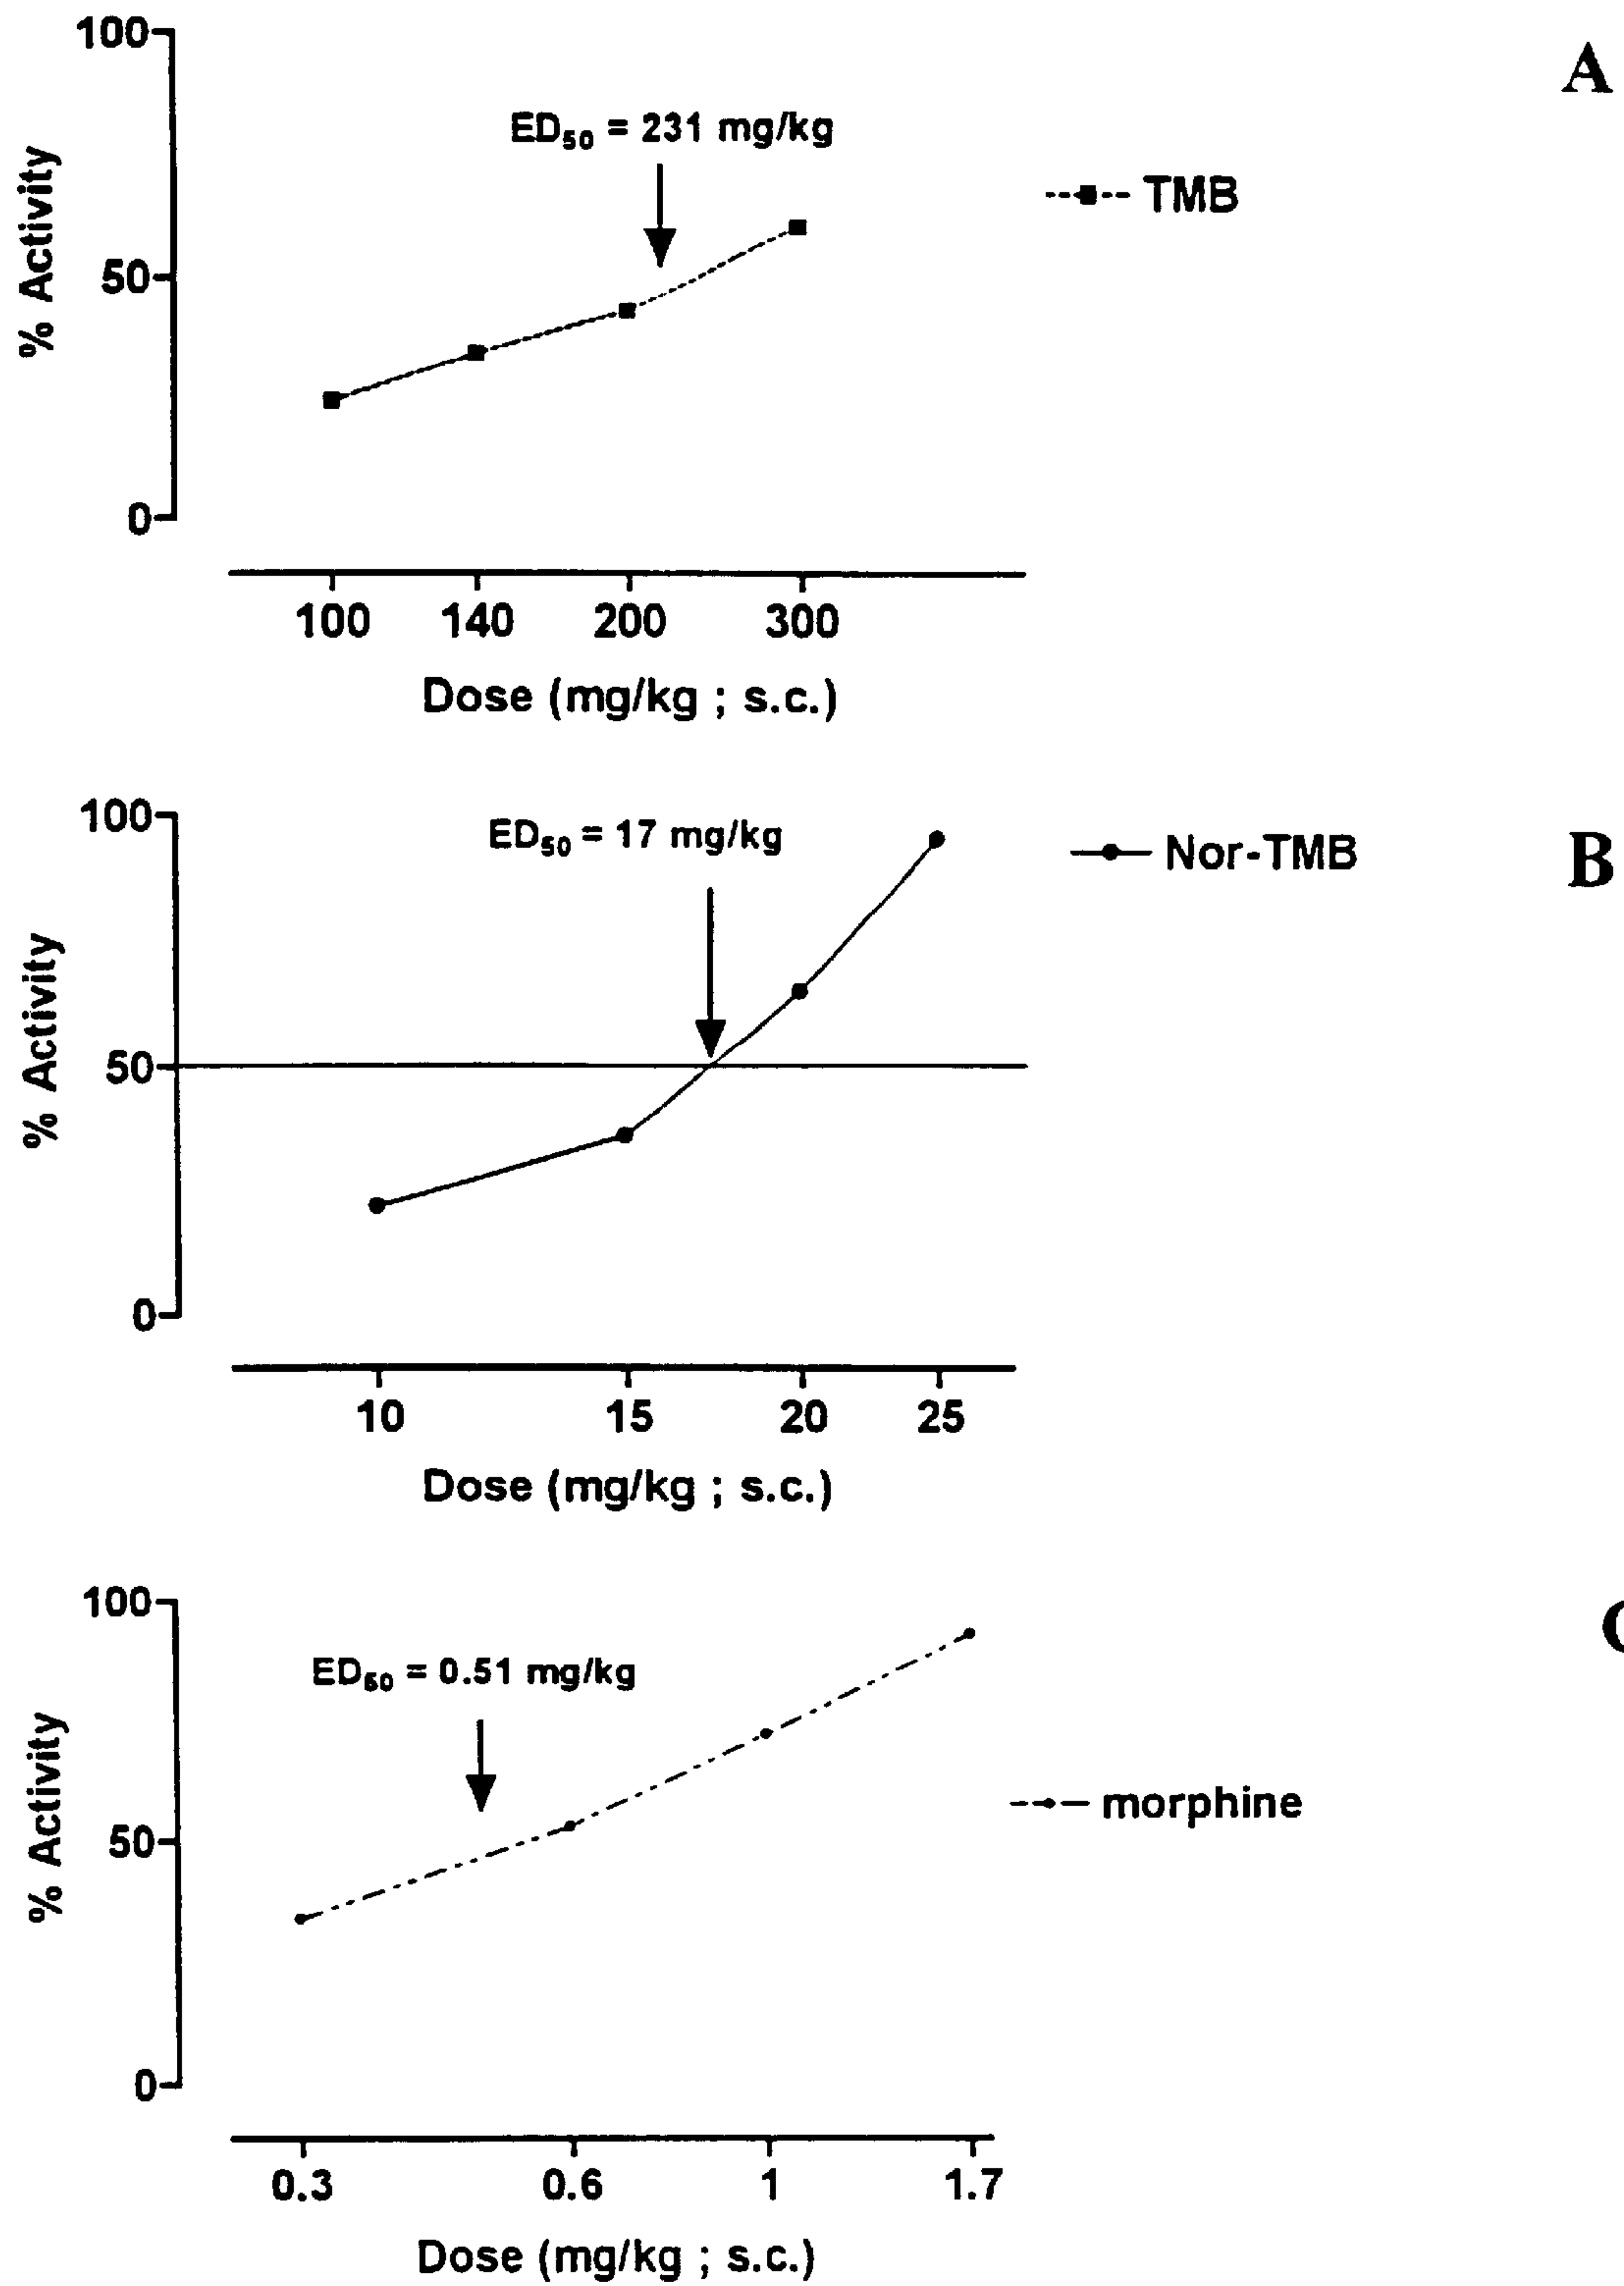 A
100
ED50 = 231 mg/kg
TMB
% Activity
50
0
100 140 200 300
Dose (mg/kg ; s.c.)
B
100
ED50 = 17 mg/kg
Nor-TMB
% Activity
50
0
10 15 20 25
Dose (mg/kg ; s.c.)
100
ED50 = 0.51 mg/kg
% Activity
50
morphine
0
0.3 0.6 1 1.7
Dose (mg/kg ; s.c.)